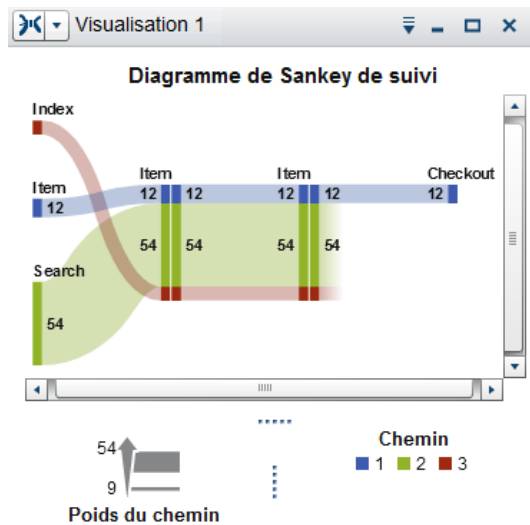 Visualisation 1
Diagramme de Sankey de suivi
Index
Item Item Item Checkout
12 12 12 12 12 12
Search
54 54 54 54 54
54
9
Poids du chemin
Chemin
1 2 3